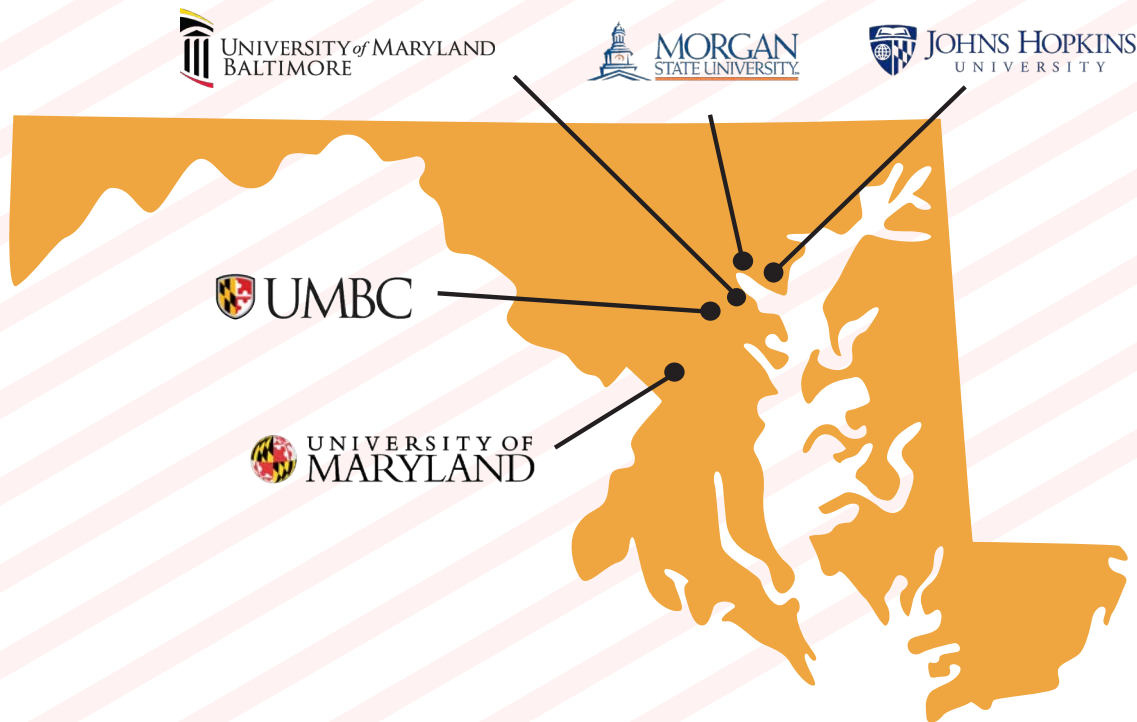 UNIVERSITY of MARYLAND
BALTIMORE
MORGAN
STATE UNIVERSITY
JOHNS HOPKINS
UNIVERSITY
UMBC
UNIVERSITY OF
MARYLAND